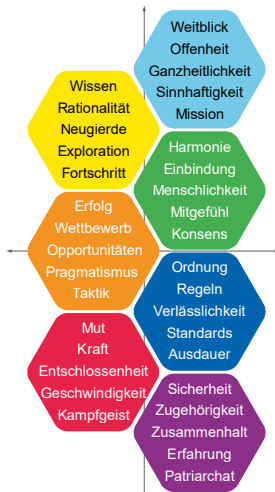 Weitblick
Offenheit
Ganzheitlichkeit
Sinnhaftigkeit
Mission
Wissen
Rationalität
Neugierde
Exploration
Fortschritt
Harmonie
Einbindung
Menschlichkeit
Mitgefühl
Konsens
Erfolg
Wettbewerb
Opportunitäten
Pragmatismus
Taktik
Ordnung
Regeln
Verlässlichkeit
Standards
Ausdauer
Mut
Kraft
Entschlossenheit
Geschwindigkeit
Kampfgeist
Sicherheit
Zugehörigkeit
Zusammenhalt
Erfahrung
Patriarchat